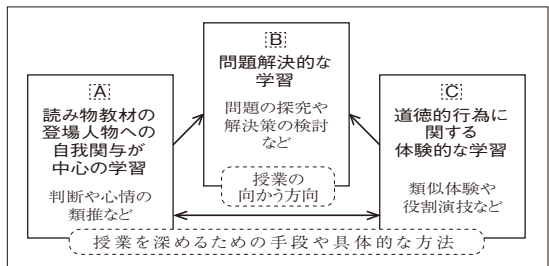 B
問題解決的な
学習
問題の探究や
解決策の検討
など
授業の
向かう方向
A
読み物教材の
登場人物への
自我関与が
中心の学習
判断や心情の
類推など
C
道徳的行為に
関する
体験的な学習
類似体験や
役割演技など
授業を深めるための手段や具体的な方法